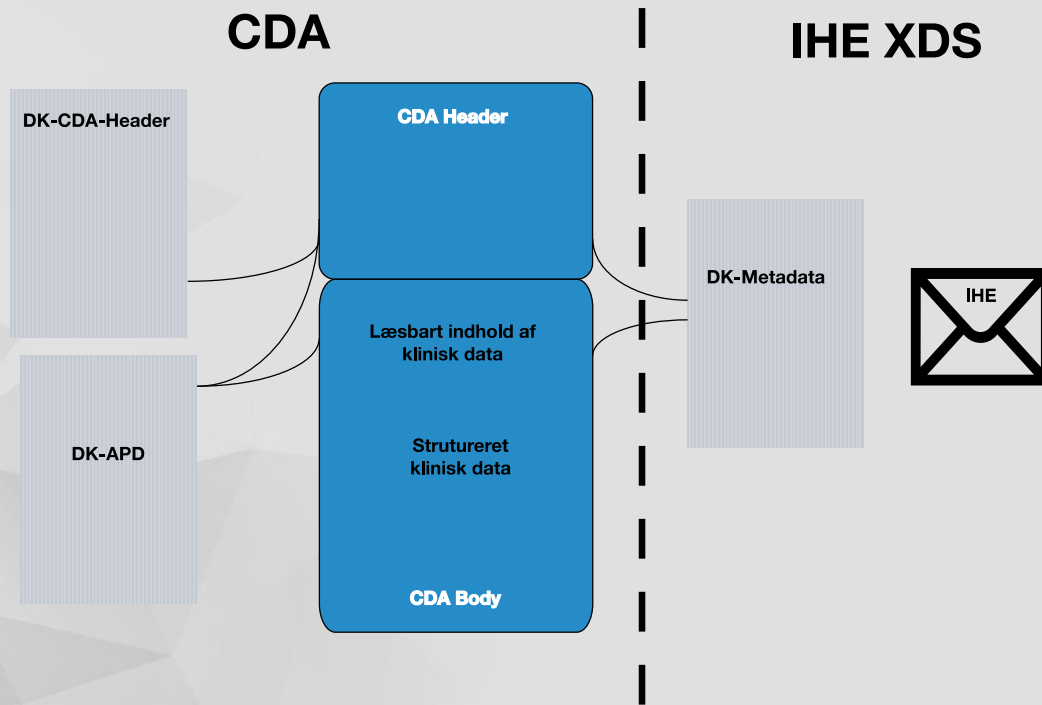 CDA
IHE XDS
DK-CDA-Header
CDA Header
DK-Metadata
IHE
Læsbart indhold af
klinisk data
DK-APD
Strutureret
klinisk data
CDA Body